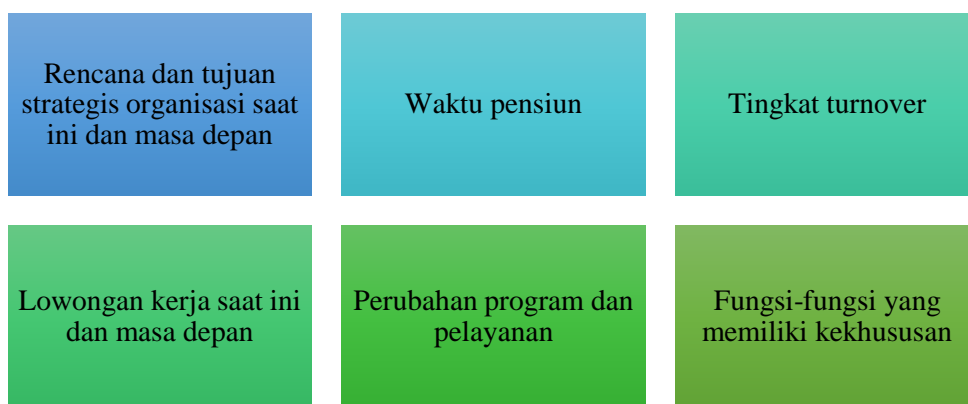 Rencana dan tujuan
strategis organisasi saat
ini dan masa depan
Waktu pensiun
Tingkat turnover
Lowongan kerja saat ini
dan masa depan
Perubahan program dan
pelayanan
Fungsi-fungsi yang
memiliki kekhususan